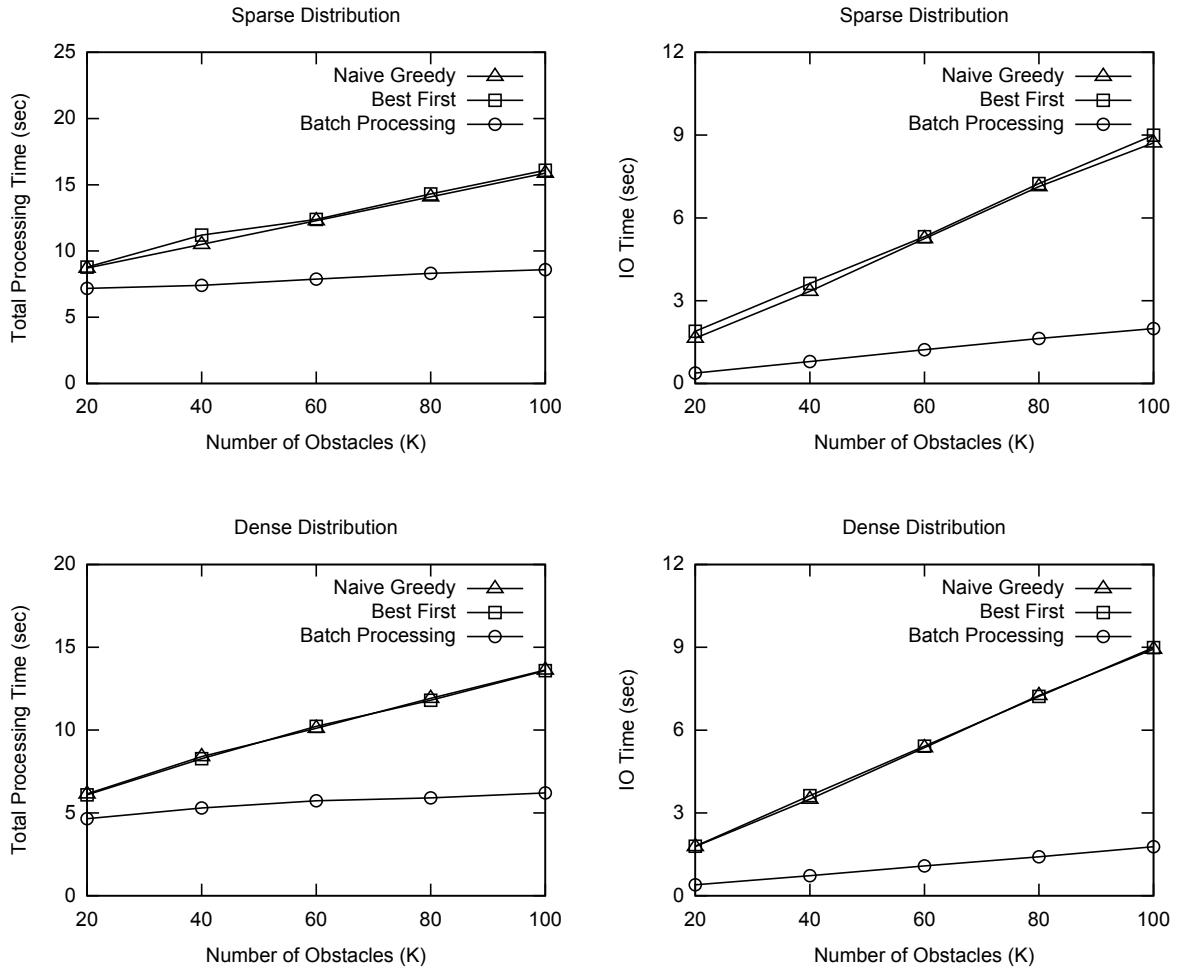 Sparse Distribution
Total Processing Time (sec)
25
20
15
10
5
0
Naive Greedy
Best First
Batch Processing
20 40 60 80 100
Number of Obstacles (K)
Sparse Distribution
IO Time (sec)
12
9
6
3
0
Naive Greedy
Best First
Batch Processing
20 40 60 80 100
Number of Obstacles (K)
Dense Distribution
Total Processing Time (sec)
20
15
10
5
0
Naive Greedy
Best First
Batch Processing
20 40 60 80 100
Number of Obstacles (K)
Dense Distribution
IO Time (sec)
12
9
6
3
0
Naive Greedy
Best First
Batch Processing
20 40 60 80 100
Number of Obstacles (K)